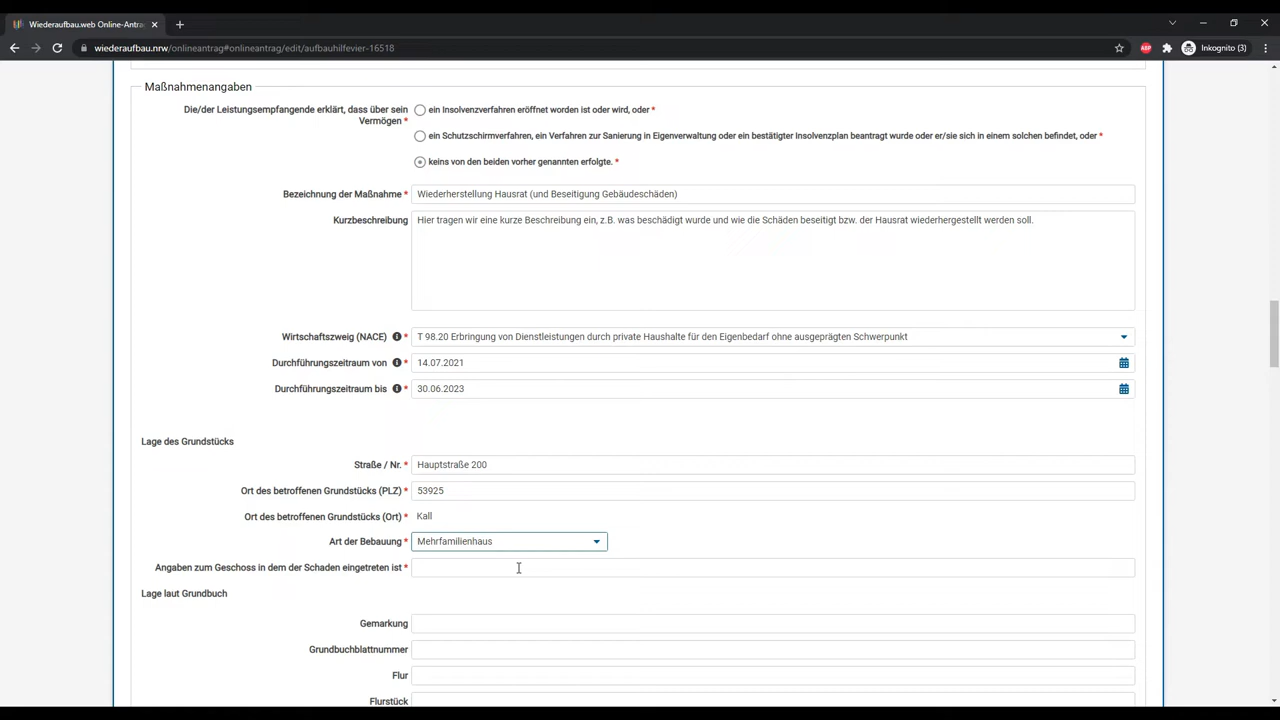 Wiederaufbau.web Online-Antra
wiederaufbau.nrw/onlineantrag#onlineantrag/edit/aufbauhilfevier-16518
ABP
Inkognito (3)
Maßnahmenangaben
Die/der Leistungsempfangende erklärt, dass über sein Vermögen *
ein Insolvenzverfahren eröffnet worden ist oder wird, oder *
ein Schutzschirmverfahren, ein Verfahren zur Sanierung in Eigenverwaltung oder ein bestätigter Insolvenzplan beantragt wurde oder er/sie sich in einem solchen befindet, oder *
keins von den beiden vorher genannten erfolgte. *
Bezeichnung der Maßnahme * Wiederherstellung Hausrat (und Beseitigung Gebäudeschäden)
Kurzbeschreibung Hier tragen wir eine kurze Beschreibung ein, z.B. was beschädigt wurde und wie die Schäden beseitigt bzw. der Hausrat wiederhergestellt werden soll.
Wirtschaftszweig (NACE) * T 98.20 Erbringung von Dienstleistungen durch private Haushalte für den Eigenbedarf ohne ausgeprägten Schwerpunkt
Durchführungszeitraum von * 14.07.2021
Durchführungszeitraum bis * 30.06.2023
Lage des Grundstücks
Straße / Nr. * Hauptstraße 200
Ort des betroffenen Grundstücks (PLZ) * 53925
Ort des betroffenen Grundstücks (Ort) * Kall
Art der Bebauung * Mehrfamilienhaus
Angaben zum Geschoss in dem der Schaden eingetreten ist *
Lage laut Grundbuch
Gemarkung
Grundbuchblattnummer
Flur
Flurstück